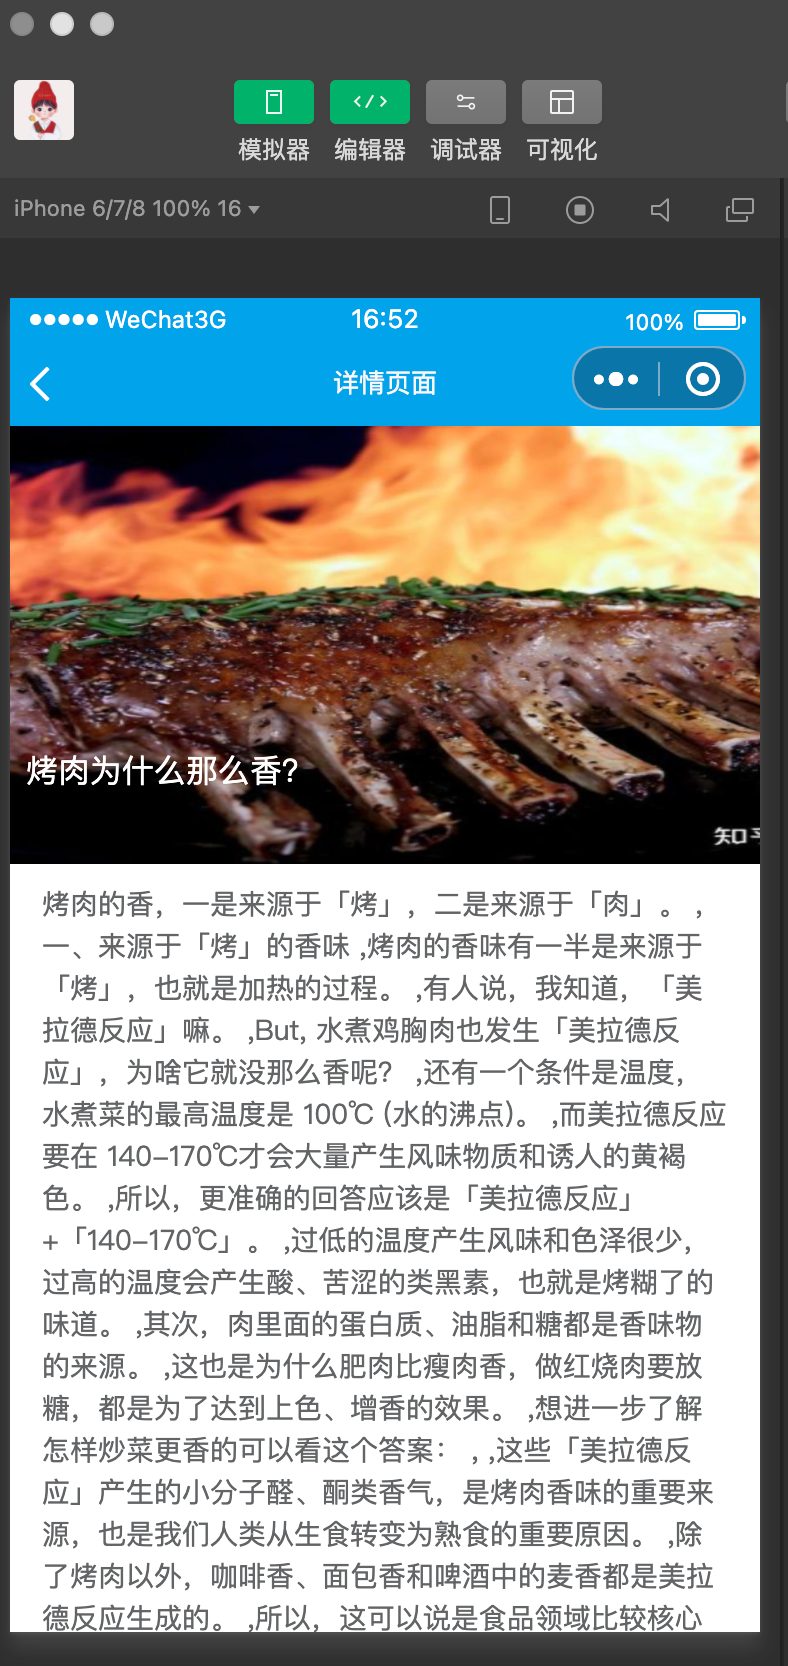 模拟器 编辑器 调试器 可视化
iPhone 6/7/8 100% 16
WeChat3G 16:52 100%
详情页面
烤肉为什么那么香?
知乎
烤肉的香，一是来源于「烤」，二是来源于「肉」。 ,
一、来源于「烤」的香味 ,烤肉的香味有一半是来源于
「烤」，也就是加热的过程。 ,有人说，我知道，「美
拉德反应」嘛。 ,But, 水煮鸡胸肉也发生「美拉德反
应」，为啥它就没那么香呢？ ,还有一个条件是温度，
水煮菜的最高温度是 100℃ (水的沸点)。 ,而美拉德反应
要在 140-170℃才会大量产生风味物质和诱人的黄褐
色。 ,所以，更准确的回答应该是「美拉德反应」
+「140-170℃」。 ,过低的温度产生风味和色泽很少，
过高的温度会产生酸、苦涩的类黑素，也就是烤糊了的
味道。 ,其次，肉里面的蛋白质、油脂和糖都是香味物
的来源。 ,这也是为什么肥肉比瘦肉香，做红烧肉要放
糖，都是为了达到上色、增香的效果。 ,想进一步了解
怎样炒菜更香的可以看这个答案： , ,这些「美拉德反
应」产生的小分子醛、酮类香气，是烤肉香味的重要来
源，也是我们人类从生食转变为熟食的重要原因。 ,除
了烤肉以外，咖啡香、面包香和啤酒中的麦香都是美拉
德反应生成的。 ,所以，这可以说是食品领域比较核心